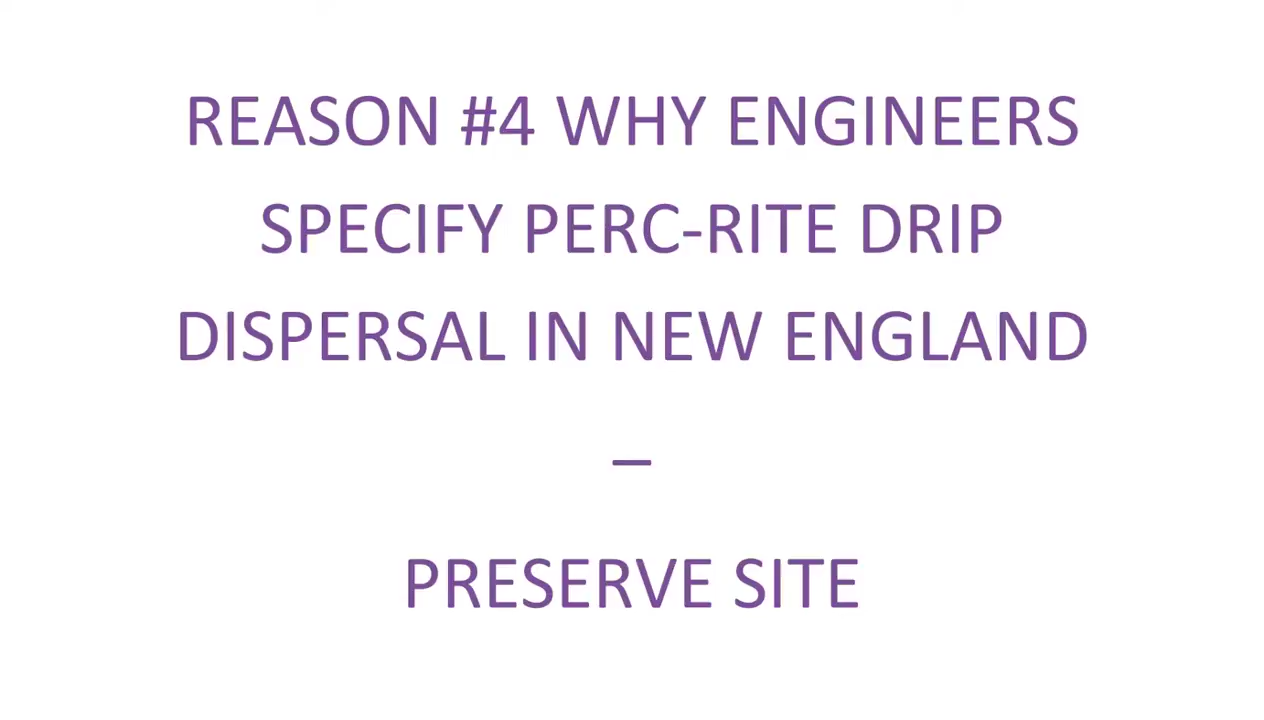 REASON #4 WHY ENGINEERS
SPECIFY PERC-RITE DRIP
DISPERSAL IN NEW ENGLAND
–
PRESERVE SITE